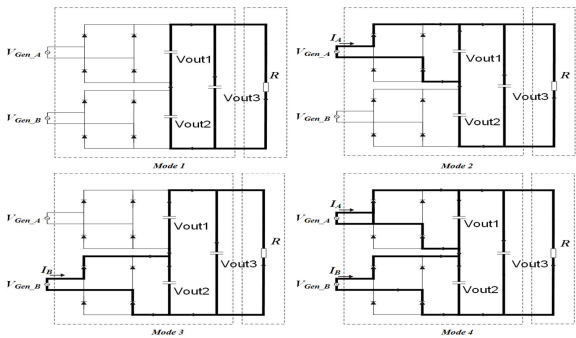 V_Gen_A
V_Gen_B
Vout1
Vout2
Vout3
R
Mode 1
I_A
V_Gen_A
V_Gen_B
Vout1
Vout2
Vout3
R
Mode 2
V_Gen_A
I_B
V_Gen_B
Vout1
Vout2
Vout3
R
Mode 3
I_A
V_Gen_A
I_B
V_Gen_B
Vout1
Vout2
Vout3
R
Mode 4